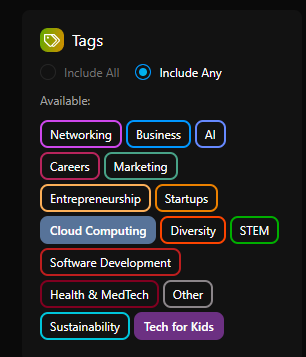 Tags
Include All Include Any
Available:
Networking Business AI
Careers Marketing
Entrepreneurship Startups
Cloud Computing Diversity STEM
Software Development
Health & MedTech Other
Sustainability Tech for Kids